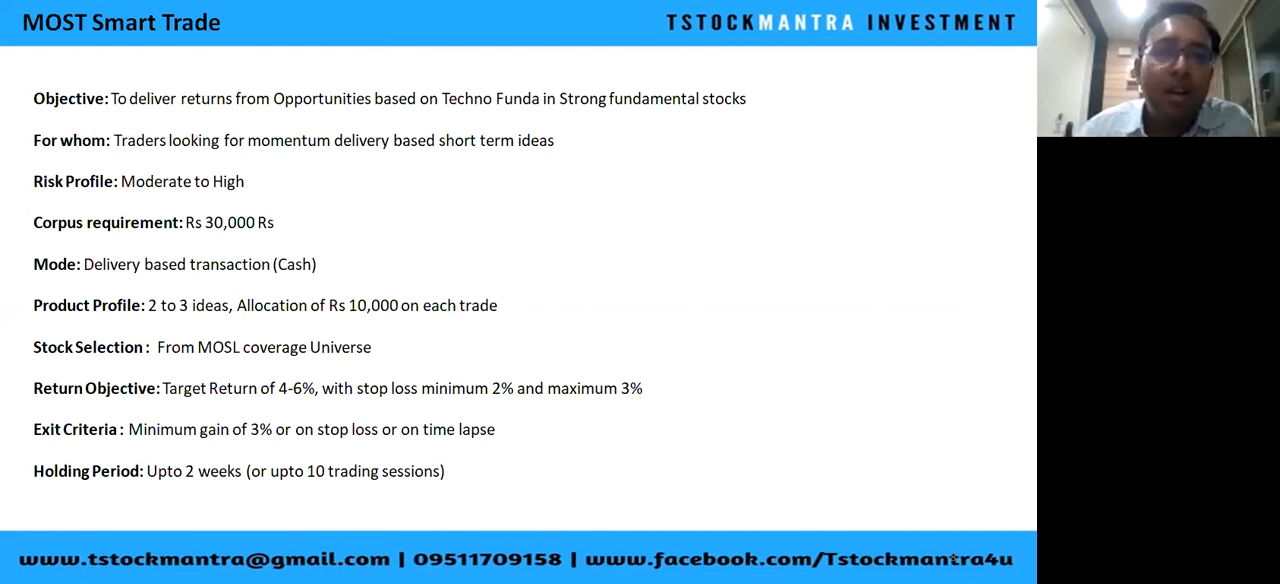 MOST Smart Trade
TSTOCKMANTRA INVESTMENT
Objective: To deliver returns from Opportunities based on Techno Funda in Strong fundamental stocks
For whom: Traders looking for momentum delivery based short term ideas
Risk Profile: Moderate to High
Corpus requirement: Rs 30,000 Rs
Mode: Delivery based transaction (Cash)
Product Profile: 2 to 3 ideas, Allocation of Rs 10,000 on each trade
Stock Selection : From MOSL coverage Universe
Return Objective: Target Return of 4-6%, with stop loss minimum 2% and maximum 3%
Exit Criteria : Minimum gain of 3% or on stop loss or on time lapse
Holding Period: Upto 2 weeks (or upto 10 trading sessions)
www.tstockmantra@gmail.com | 09511709158 | www.facebook.com/Tstockmantra4u